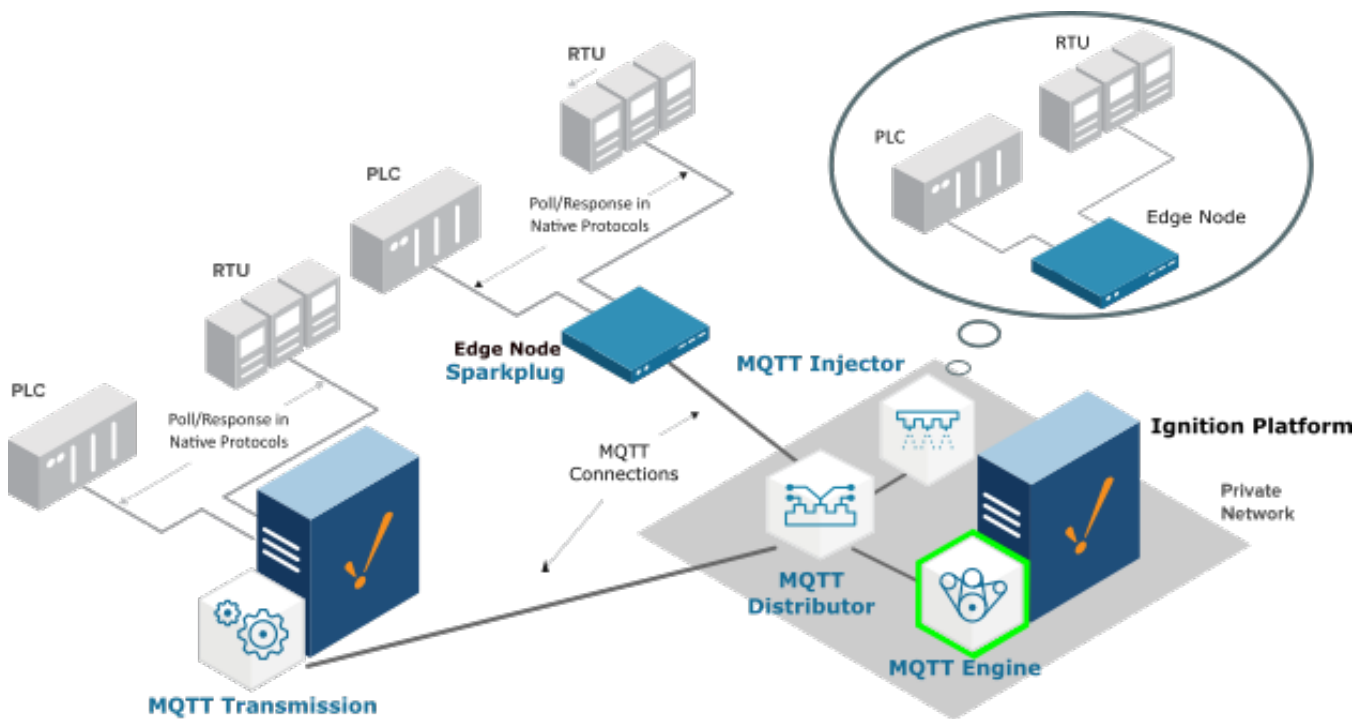 RTU
RTU
PLC
PLC
Poll/Response in
Native Protocols
Edge Node
RTU
Edge Node
Sparkplug
MQTT Injector
PLC
Poll/Response in
Native Protocols
Ignition Platform
MQTT
Connections
Private
Network
MQTT
Distributor
MQTT Engine
MQTT Transmission